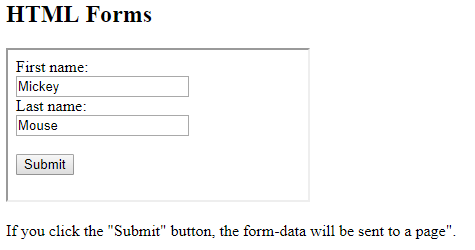 HTML Forms
First name:
Mickey
Last name:
Mouse
Submit
If you click the "Submit" button, the form-data will be sent to a page".